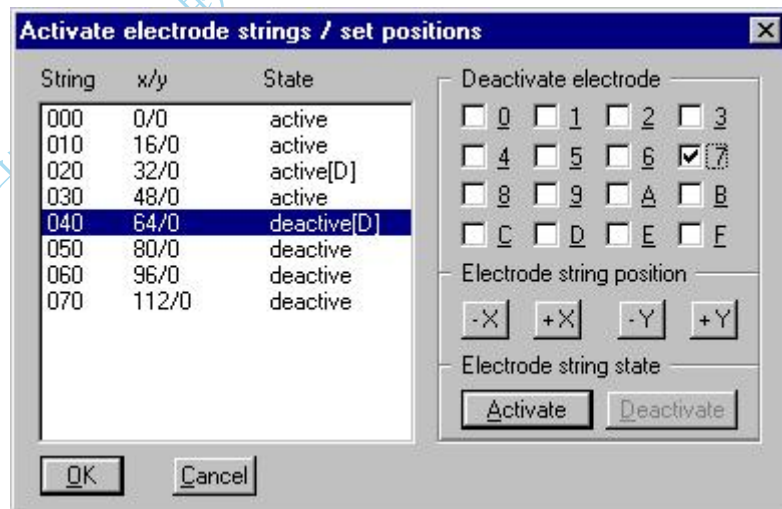 Activate electrode strings / set positions
String x/y State
000 0/0 active
010 16/0 active
020 32/0 active[D]
030 48/0 active
040 64/0 deactive[D]
050 80/0 deactive
060 96/0 deactive
070 112/0 deactive
Deactivate electrode
0 1 2 3
4 5 6 7
8 9 A B
C D E F
Electrode string position
-X +X -Y +Y
Electrode string state
Activate Deactivate
OK Cancel